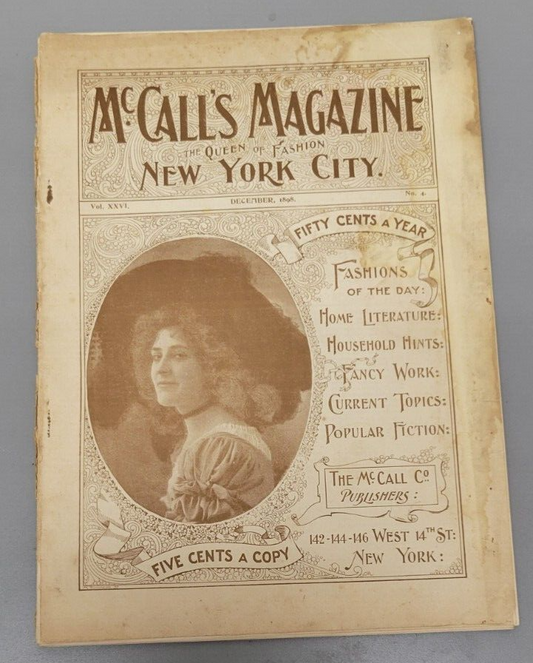 McCALL'S MAGAZINE
THE QUEEN OF FASHION
NEW YORK CITY.
Vol. XXVI.
DECEMBER, 1898.
No. 4.
FIFTY CENTS A YEAR
FASHIONS
OF THE DAY:
HOME LITERATURE:
HOUSEHOLD HINTS:
FANCY WORK:
CURRENT TOPICS:
POPULAR FICTION:
THE McCALL Co
PUBLISHERS:
142-144-146 WEST 14TH ST:
NEW YORK:
FIVE CENTS A COPY